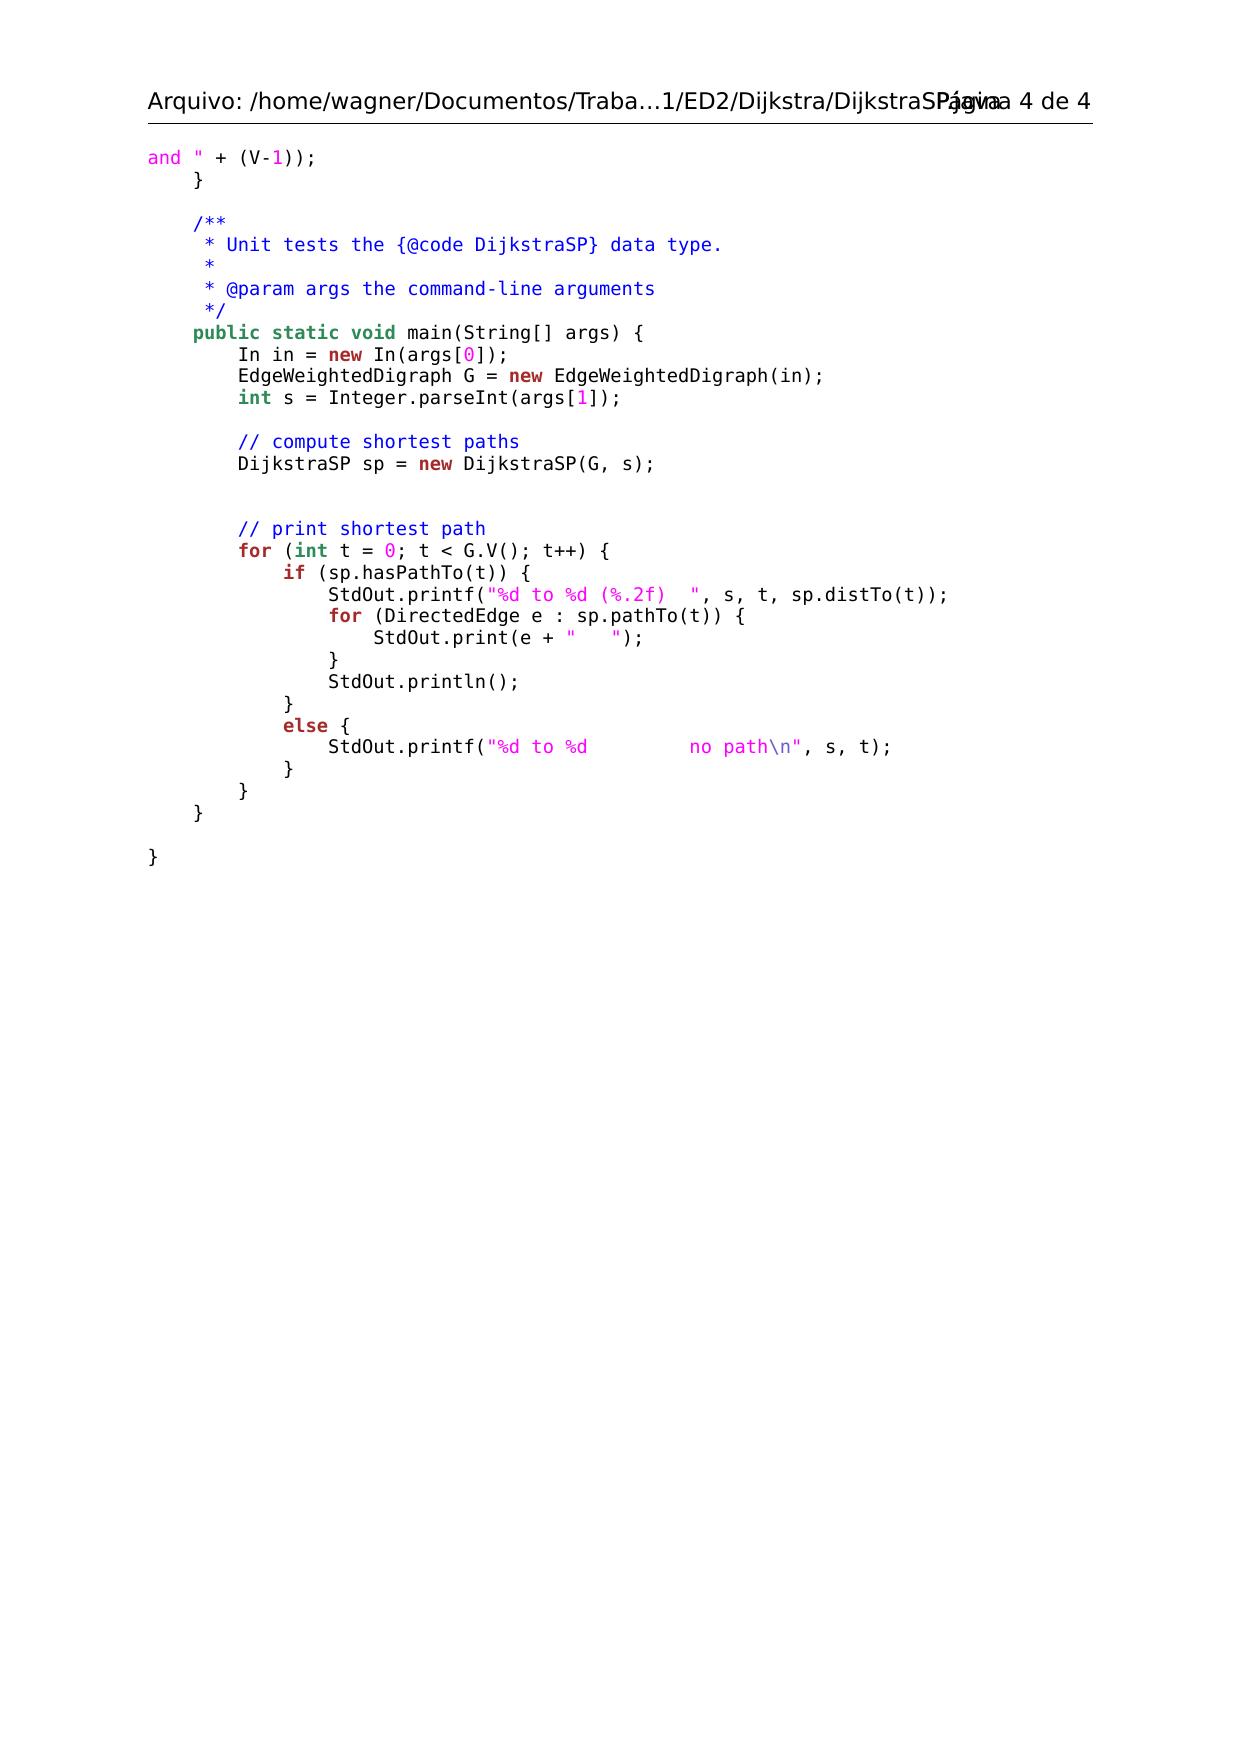 Arquivo: /home/wagner/Documentos/Traba…1/ED2/Dijkstra/DijkstraSP.java Página 4 de 4
and " + (V-1));
    }

    /**
     * Unit tests the {@code DijkstraSP} data type.
     *
     * @param args the command-line arguments
     */
    public static void main(String[] args) {
        In in = new In(args[0]);
        EdgeWeightedDigraph G = new EdgeWeightedDigraph(in);
        int s = Integer.parseInt(args[1]);

        // compute shortest paths
        DijkstraSP sp = new DijkstraSP(G, s);


        // print shortest path
        for (int t = 0; t < G.V(); t++) {
            if (sp.hasPathTo(t)) {
                StdOut.printf("%d to %d (%.2f)  ", s, t, sp.distTo(t));
                for (DirectedEdge e : sp.pathTo(t)) {
                    StdOut.print(e + "   ");
                }
                StdOut.println();
            }
            else {
                StdOut.printf("%d to %d         no path\n", s, t);
            }
        }
    }

}